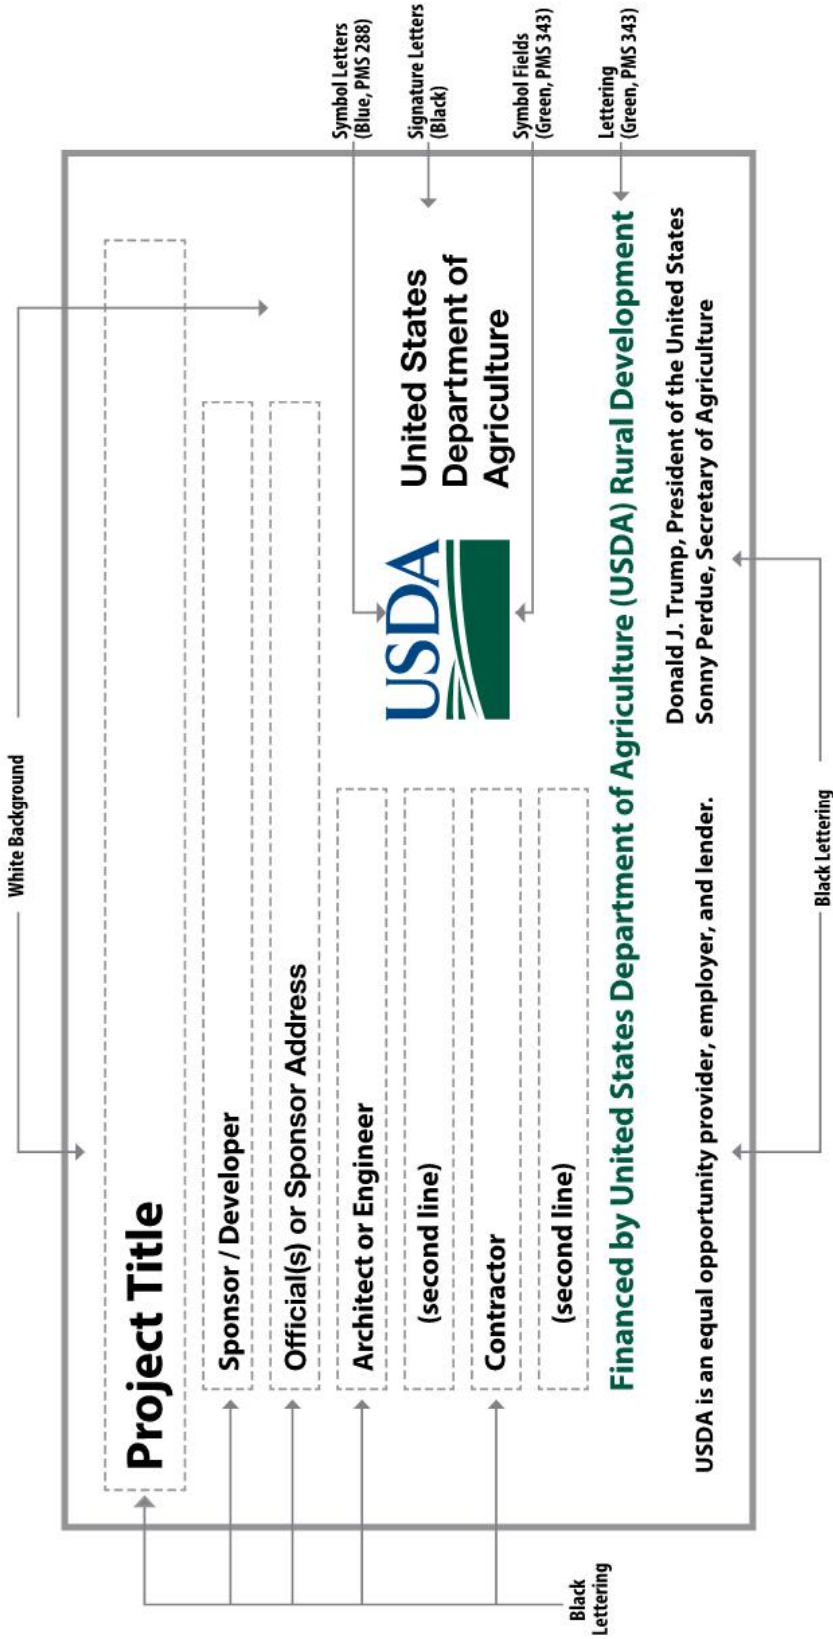 White Background
Project Title
Sponsor / Developer
Official(s) or Sponsor Address
Architect or Engineer
(second line)
Contractor
(second line)
USDA
United States
Department of
Agriculture
Financed by United States Department of Agriculture (USDA) Rural Development
USDA is an equal opportunity provider, employer, and lender.
Donald J. Trump, President of the United States
Sonny Perdue, Secretary of Agriculture
Black
Lettering
Symbol Letters
(Blue, PMS 288)
Signature Letters
(Black)
Symbol Fields
(Green, PMS 343)
Lettering
(Green, PMS 343)
Black Lettering